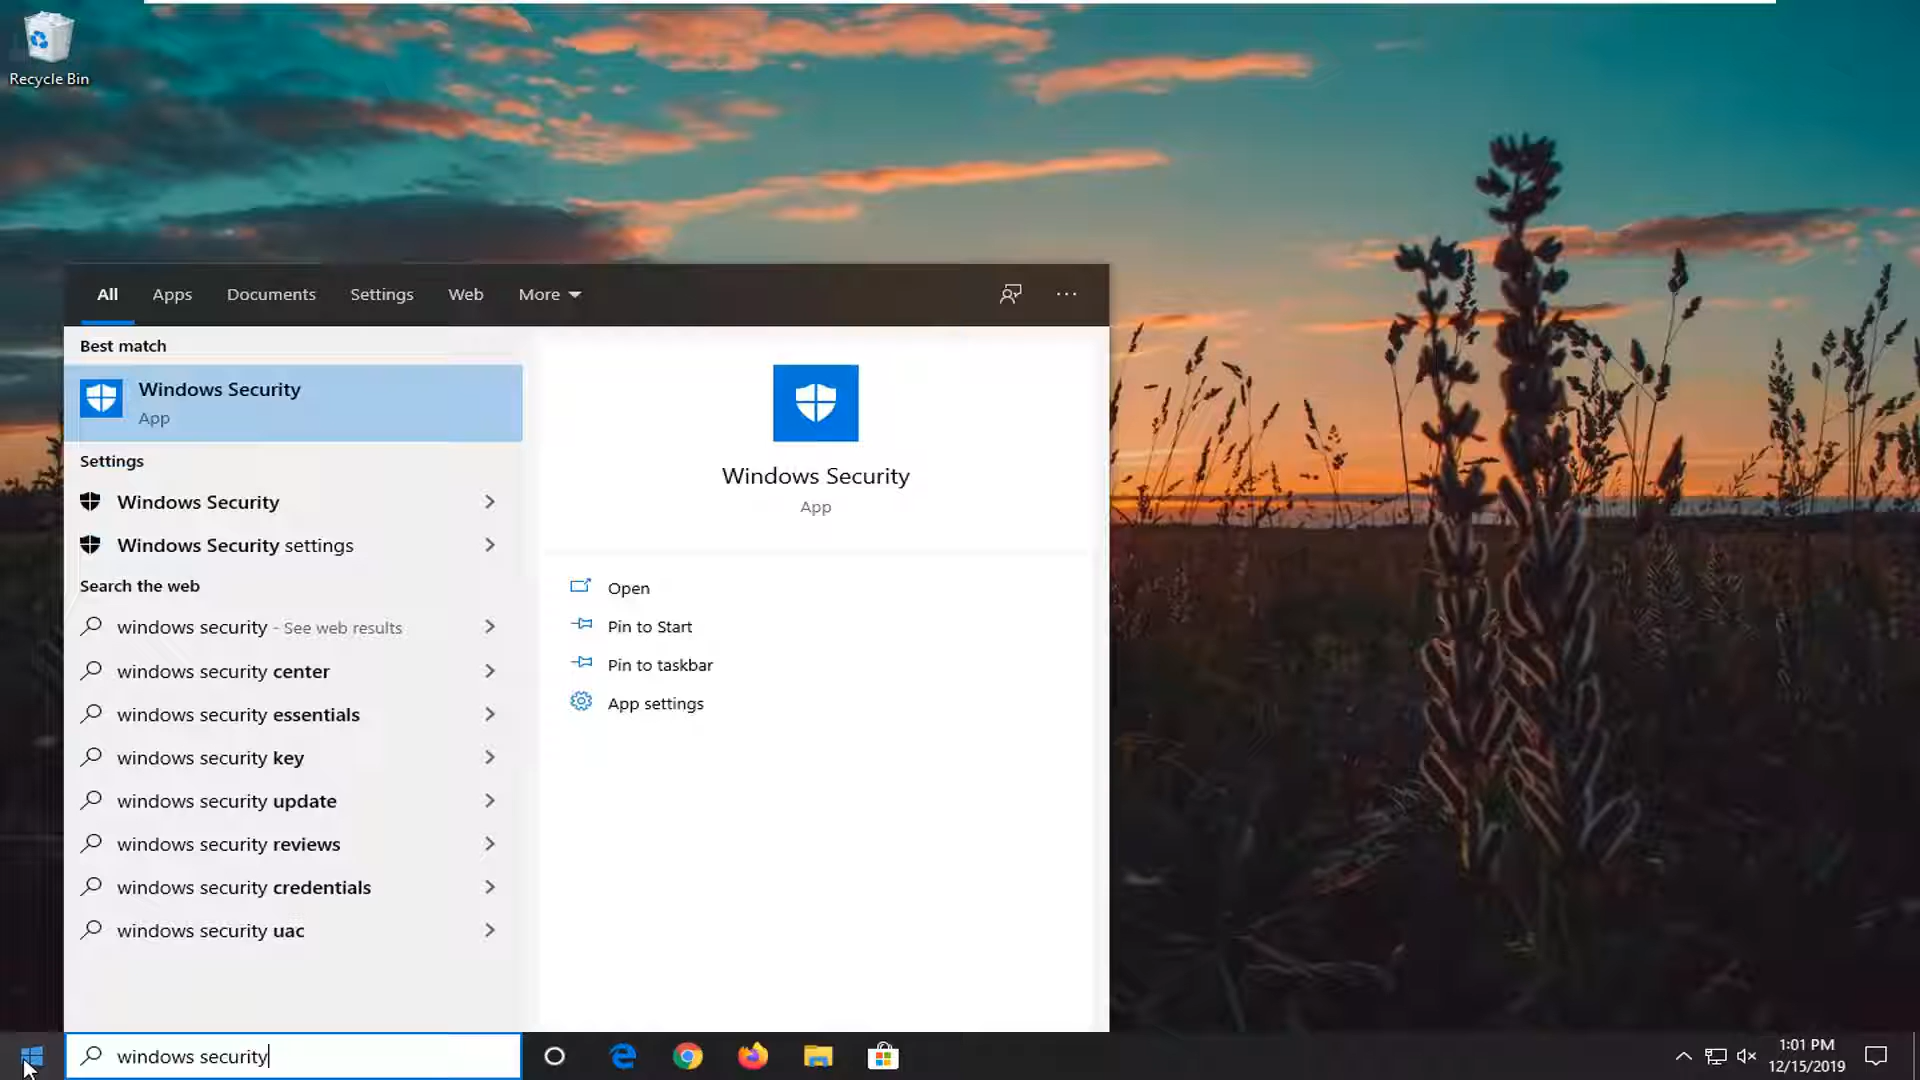 Recycle Bin
All Apps Documents Settings Web More
Best match
Windows Security
App
Settings
Windows Security
Windows Security settings
Search the web
windows security - See web results
windows security center
windows security essentials
windows security key
windows security update
windows security reviews
windows security credentials
windows security uac
Windows Security
App
Open
Pin to Start
Pin to taskbar
App settings
windows security
1:01 PM
12/15/2019